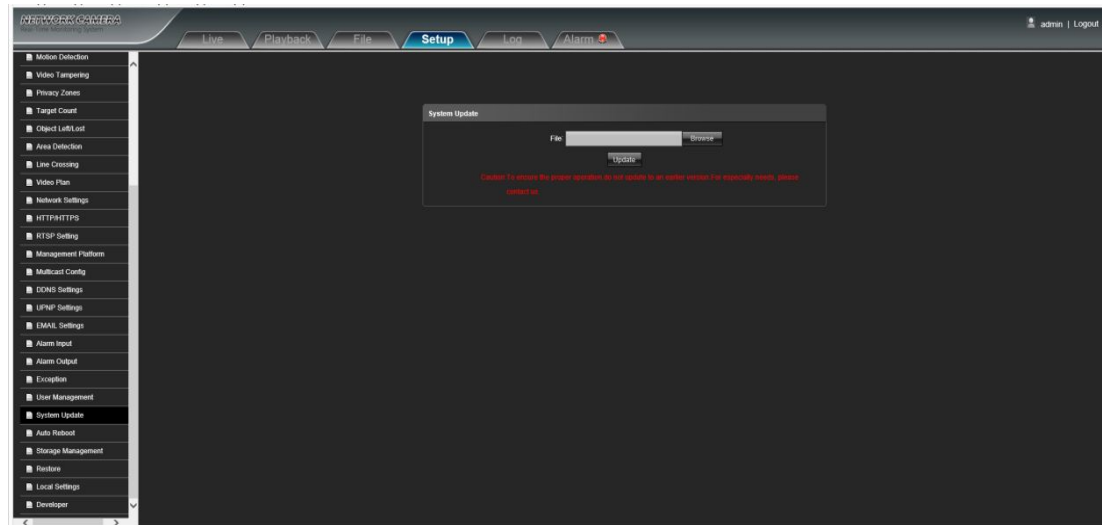 NETWORK CAMERA
Real-Time Monitoring System
admin | Logout
Live
Playback
File
Setup
Log
Alarm
Motion Detection
Video Tampering
Privacy Zones
Target Count
Object Left/Lost
Area Detection
Line Crossing
Video Plan
Network Settings
HTTP/HTTPS
RTSP Setting
Management Platform
Multicast Config
DDNS Settings
UPNP Settings
EMAIL Settings
Alarm Input
Alarm Output
Exception
User Management
System Update
Auto Reboot
Storage Management
Restore
Local Settings
Developer
System Update
File
Browse
Update
Caution:To ensure the proper operation,do not update to an earlier version.For especially needs, please
contact us.